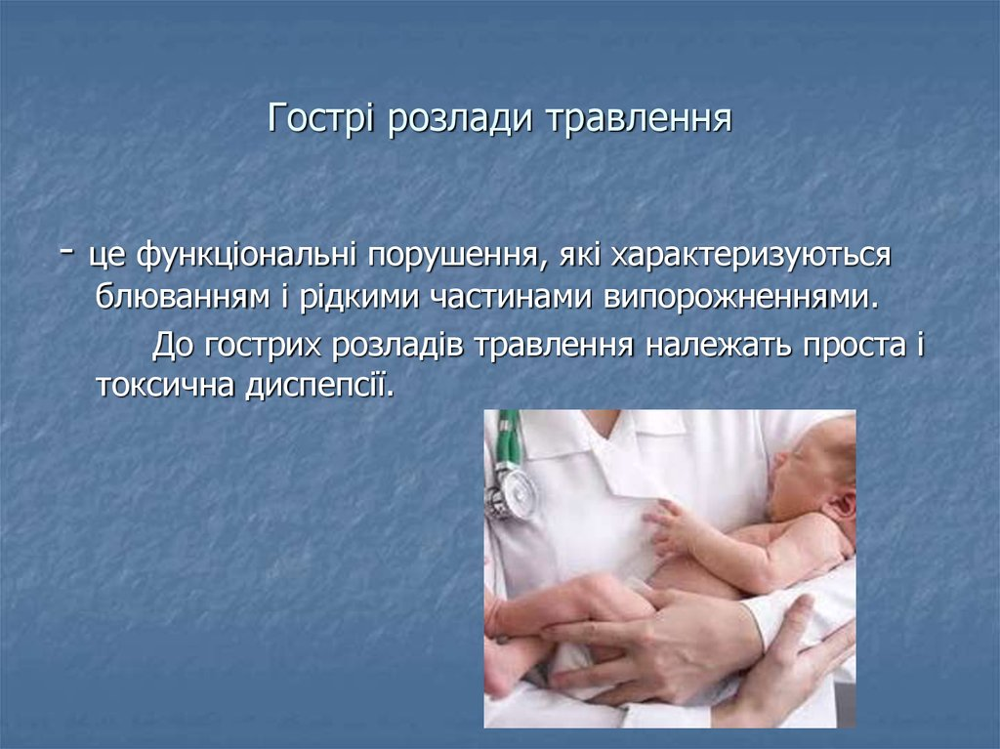 Гострі розлади травлення
- це функціональні порушення, які характеризуються
блюванням і рідкими частинами випорожненнями.
До гострих розладів травлення належать проста і
токсична диспепсії.